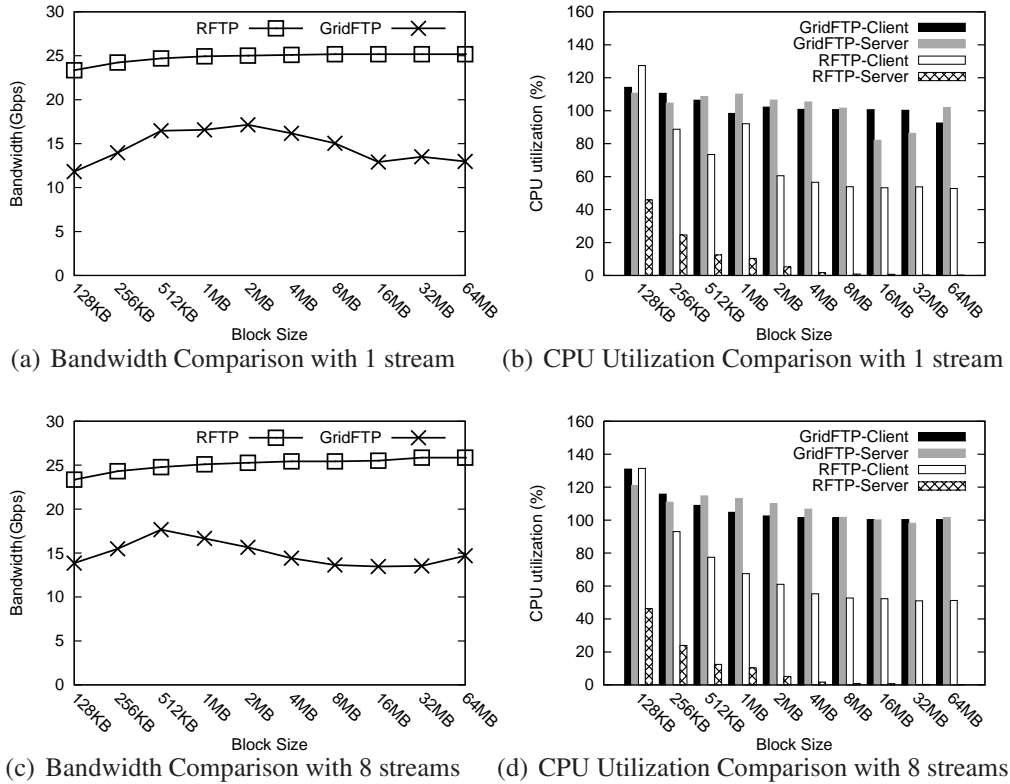 30
25
20
15
10
5
0
Bandwidth(Gbps)
RFTP
GridFTP
128KB
256KB
512KB
1MB
2MB
4MB
8MB
16MB
32MB
64MB
Block Size
(a) Bandwidth Comparison with 1 stream
160
140
120
100
80
60
40
20
0
CPU utilization (%)
GridFTP-Client
GridFTP-Server
RFTP-Client
RFTP-Server
128KB
256KB
512KB
1MB
2MB
4MB
8MB
16MB
32MB
64MB
Block Size
(b) CPU Utilization Comparison with 1 stream
30
25
20
15
10
5
0
Bandwidth(Gbps)
RFTP
GridFTP
128KB
256KB
512KB
1MB
2MB
4MB
8MB
16MB
32MB
64MB
Block Size
(c) Bandwidth Comparison with 8 streams
160
140
120
100
80
60
40
20
0
CPU utilization (%)
GridFTP-Client
GridFTP-Server
RFTP-Client
RFTP-Server
128KB
256KB
512KB
1MB
2MB
4MB
8MB
16MB
32MB
64MB
Block Size
(d) CPU Utilization Comparison with 8 streams